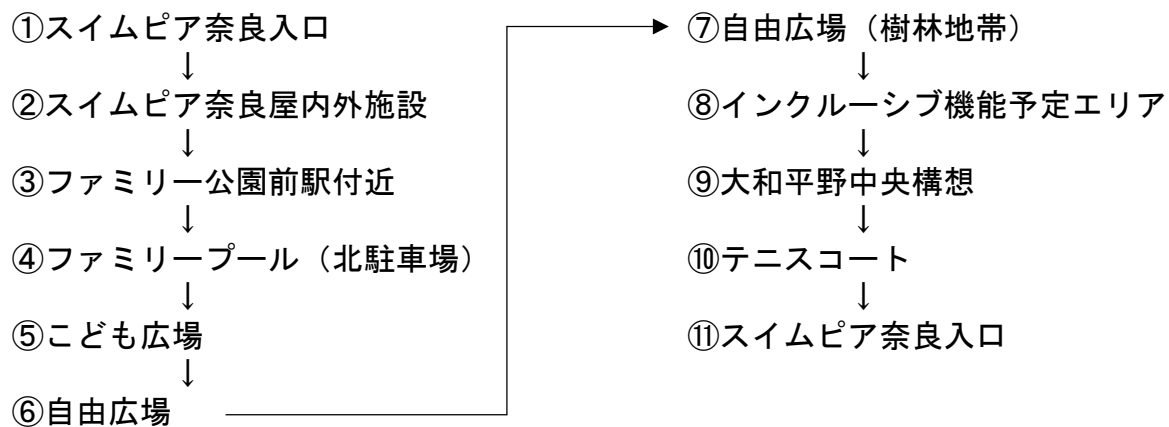 ①スイムピア奈良入口
↓
②スイムピア奈良屋内外施設
↓
③ファミリー公園前駅付近
↓
④ファミリープール（北駐車場）
↓
⑤こども広場
↓
⑥自由広場
⑦自由広場（樹林地帯）
↓
⑧インクルーシブ機能予定エリア
↓
⑨大和平野中央構想
↓
⑩テニスコート
↓
⑪スイムピア奈良入口